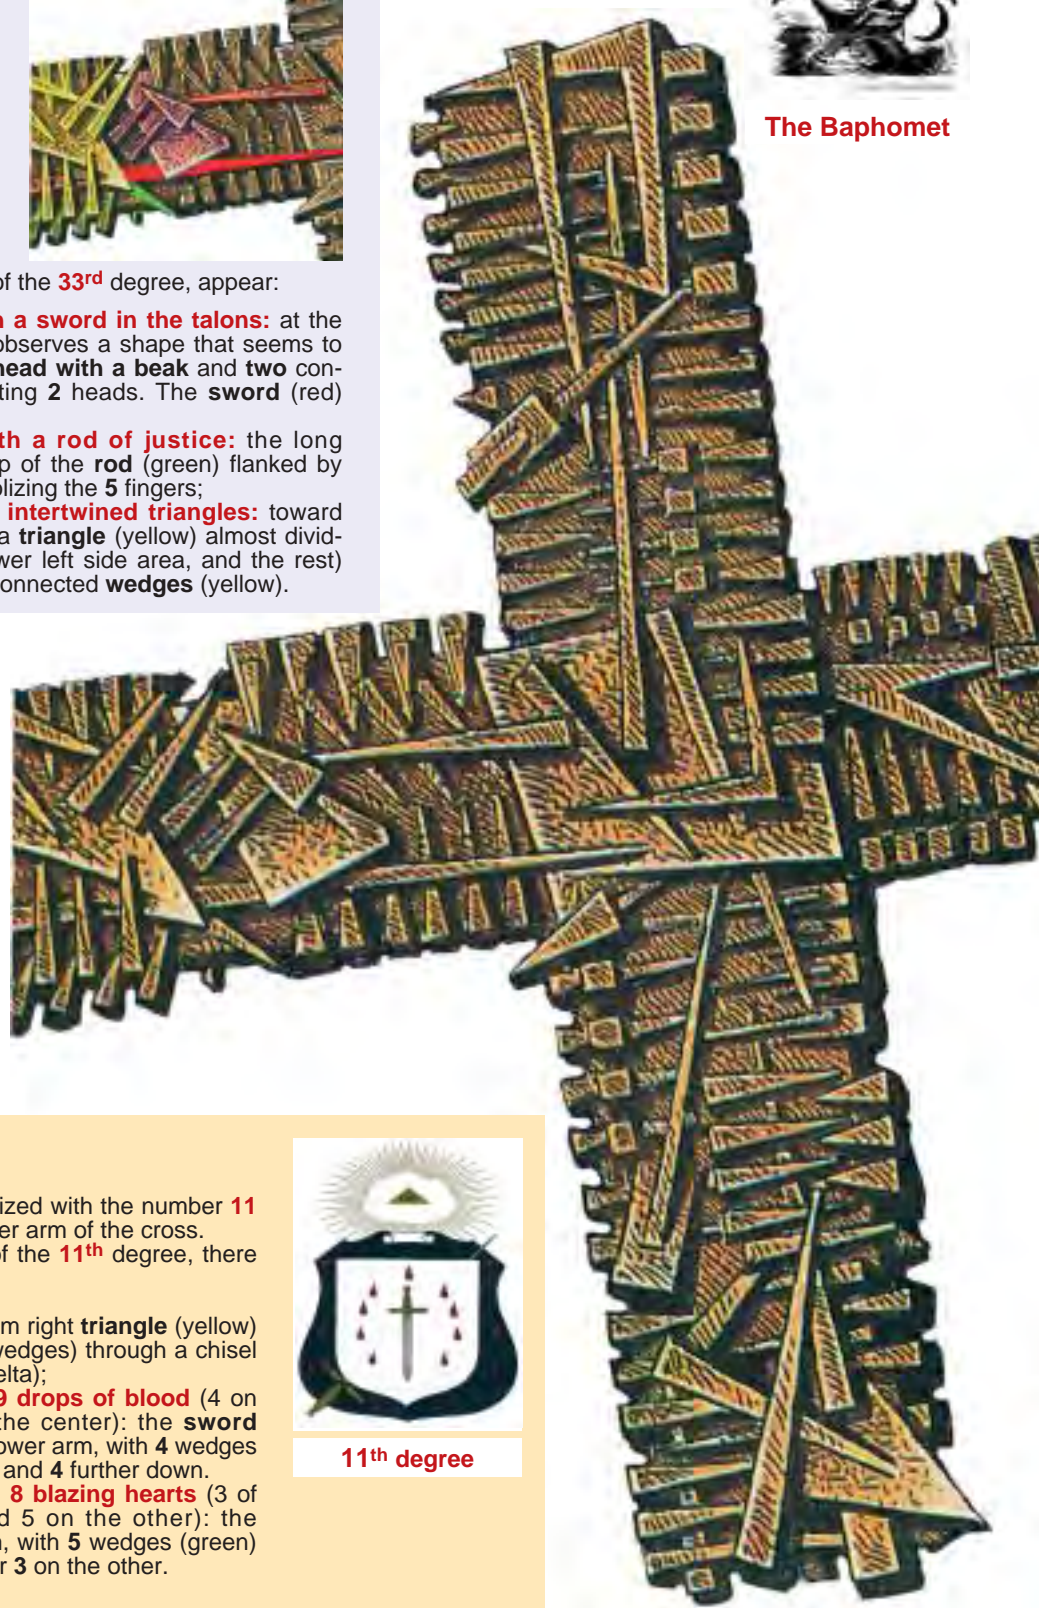 The Baphomet
of the 33rd degree, appear:
a sword in the talons: at the
observes a shape that seems to
head with a beak and two con-
ting 2 heads. The sword (red)
th a rod of justice: the long
p of the rod (green) flanked by
lizing the 5 fingers;
intertwined triangles: toward
a triangle (yellow) almost divid-
wer left side area, and the rest)
onnected wedges (yellow).
ized with the number 11
er arm of the cross.
of the 11th degree, there
m right triangle (yellow)
wedges) through a chisel
elta);
9 drops of blood (4 on
the center): the sword
ower arm, with 4 wedges
and 4 further down.
8 blazing hearts (3 of
d 5 on the other): the
, with 5 wedges (green)
r 3 on the other.
11th degree